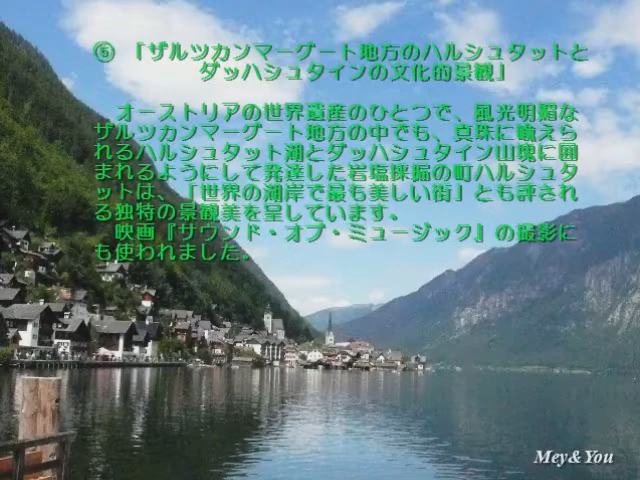 ⑤ 「ザルツカンマーグート地方のハルシュタットと
ダッハシュタインの文化的景観」
オーストリアの世界遺産のひとつで、風光明媚な
ザルツカンマーグート地方の中でも、真珠に喩えら
れるハルシュタット湖とダッハシュタイン山塊に囲
まれるようにして発達した岩塩採掘の町ハルシュタ
ットは、「世界の湖岸で最も美しい街」とも評され
る独特の景観美を呈しています。
映画『サウンド・オブ・ミュージック』の撮影に
も使われました。
Mey&You